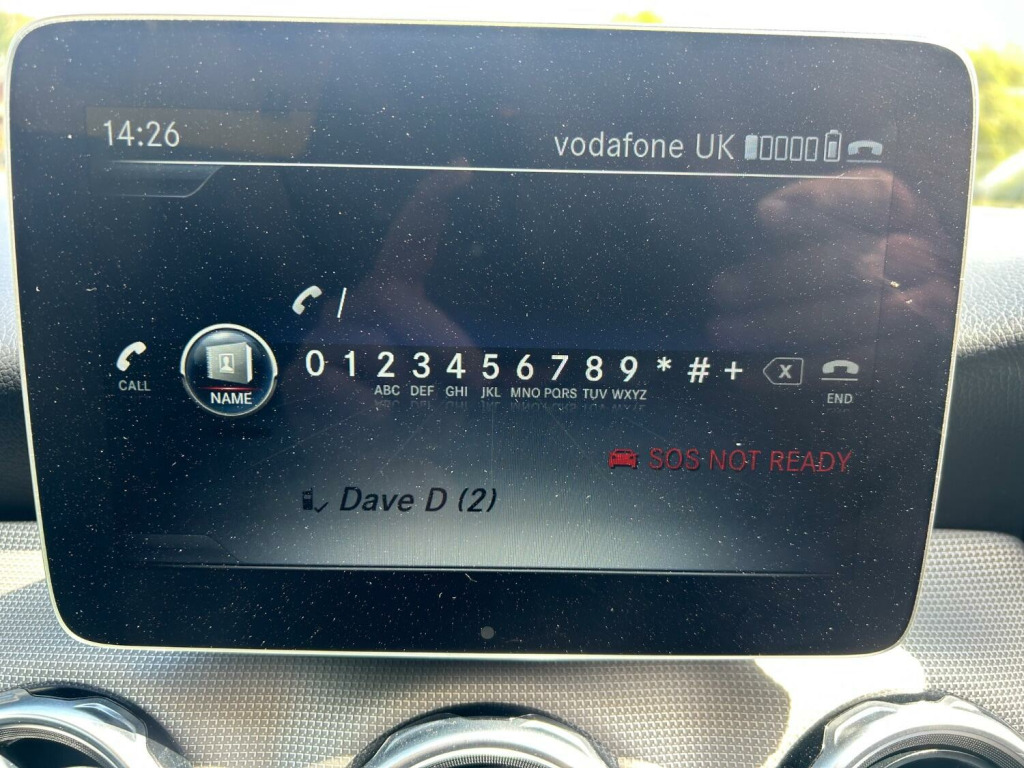 14:26
vodafone UK
CALL
NAME
0 1 2 3 4 5 6 7 8 9 * # +
ABC DEF GHI JKL MNO PQRS TUV WXYZ
X
END
SOS NOT READY
Dave D (2)